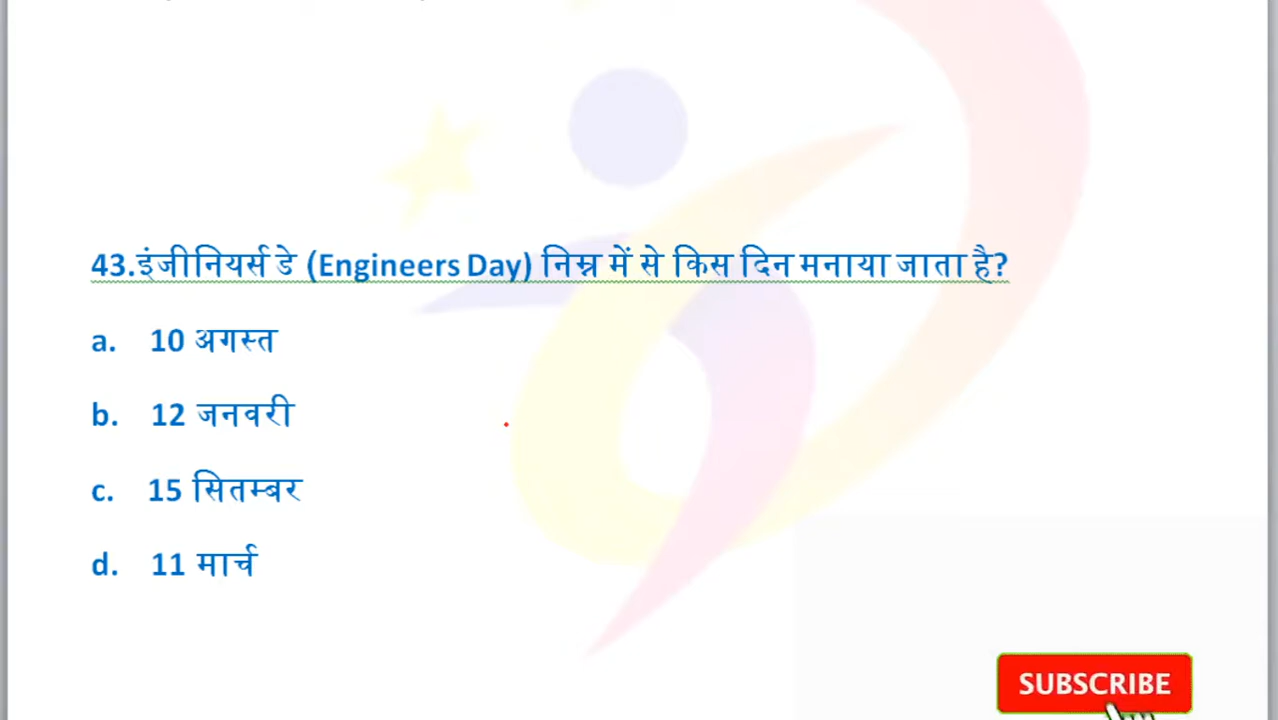 43.इंजीनियर्स डे (Engineers Day) निम्न में से किस दिन मनाया जाता है?
a. 10 अगस्त
b. 12 जनवरी
c. 15 सितम्बर
d. 11 मार्च
SUBSCRIBE